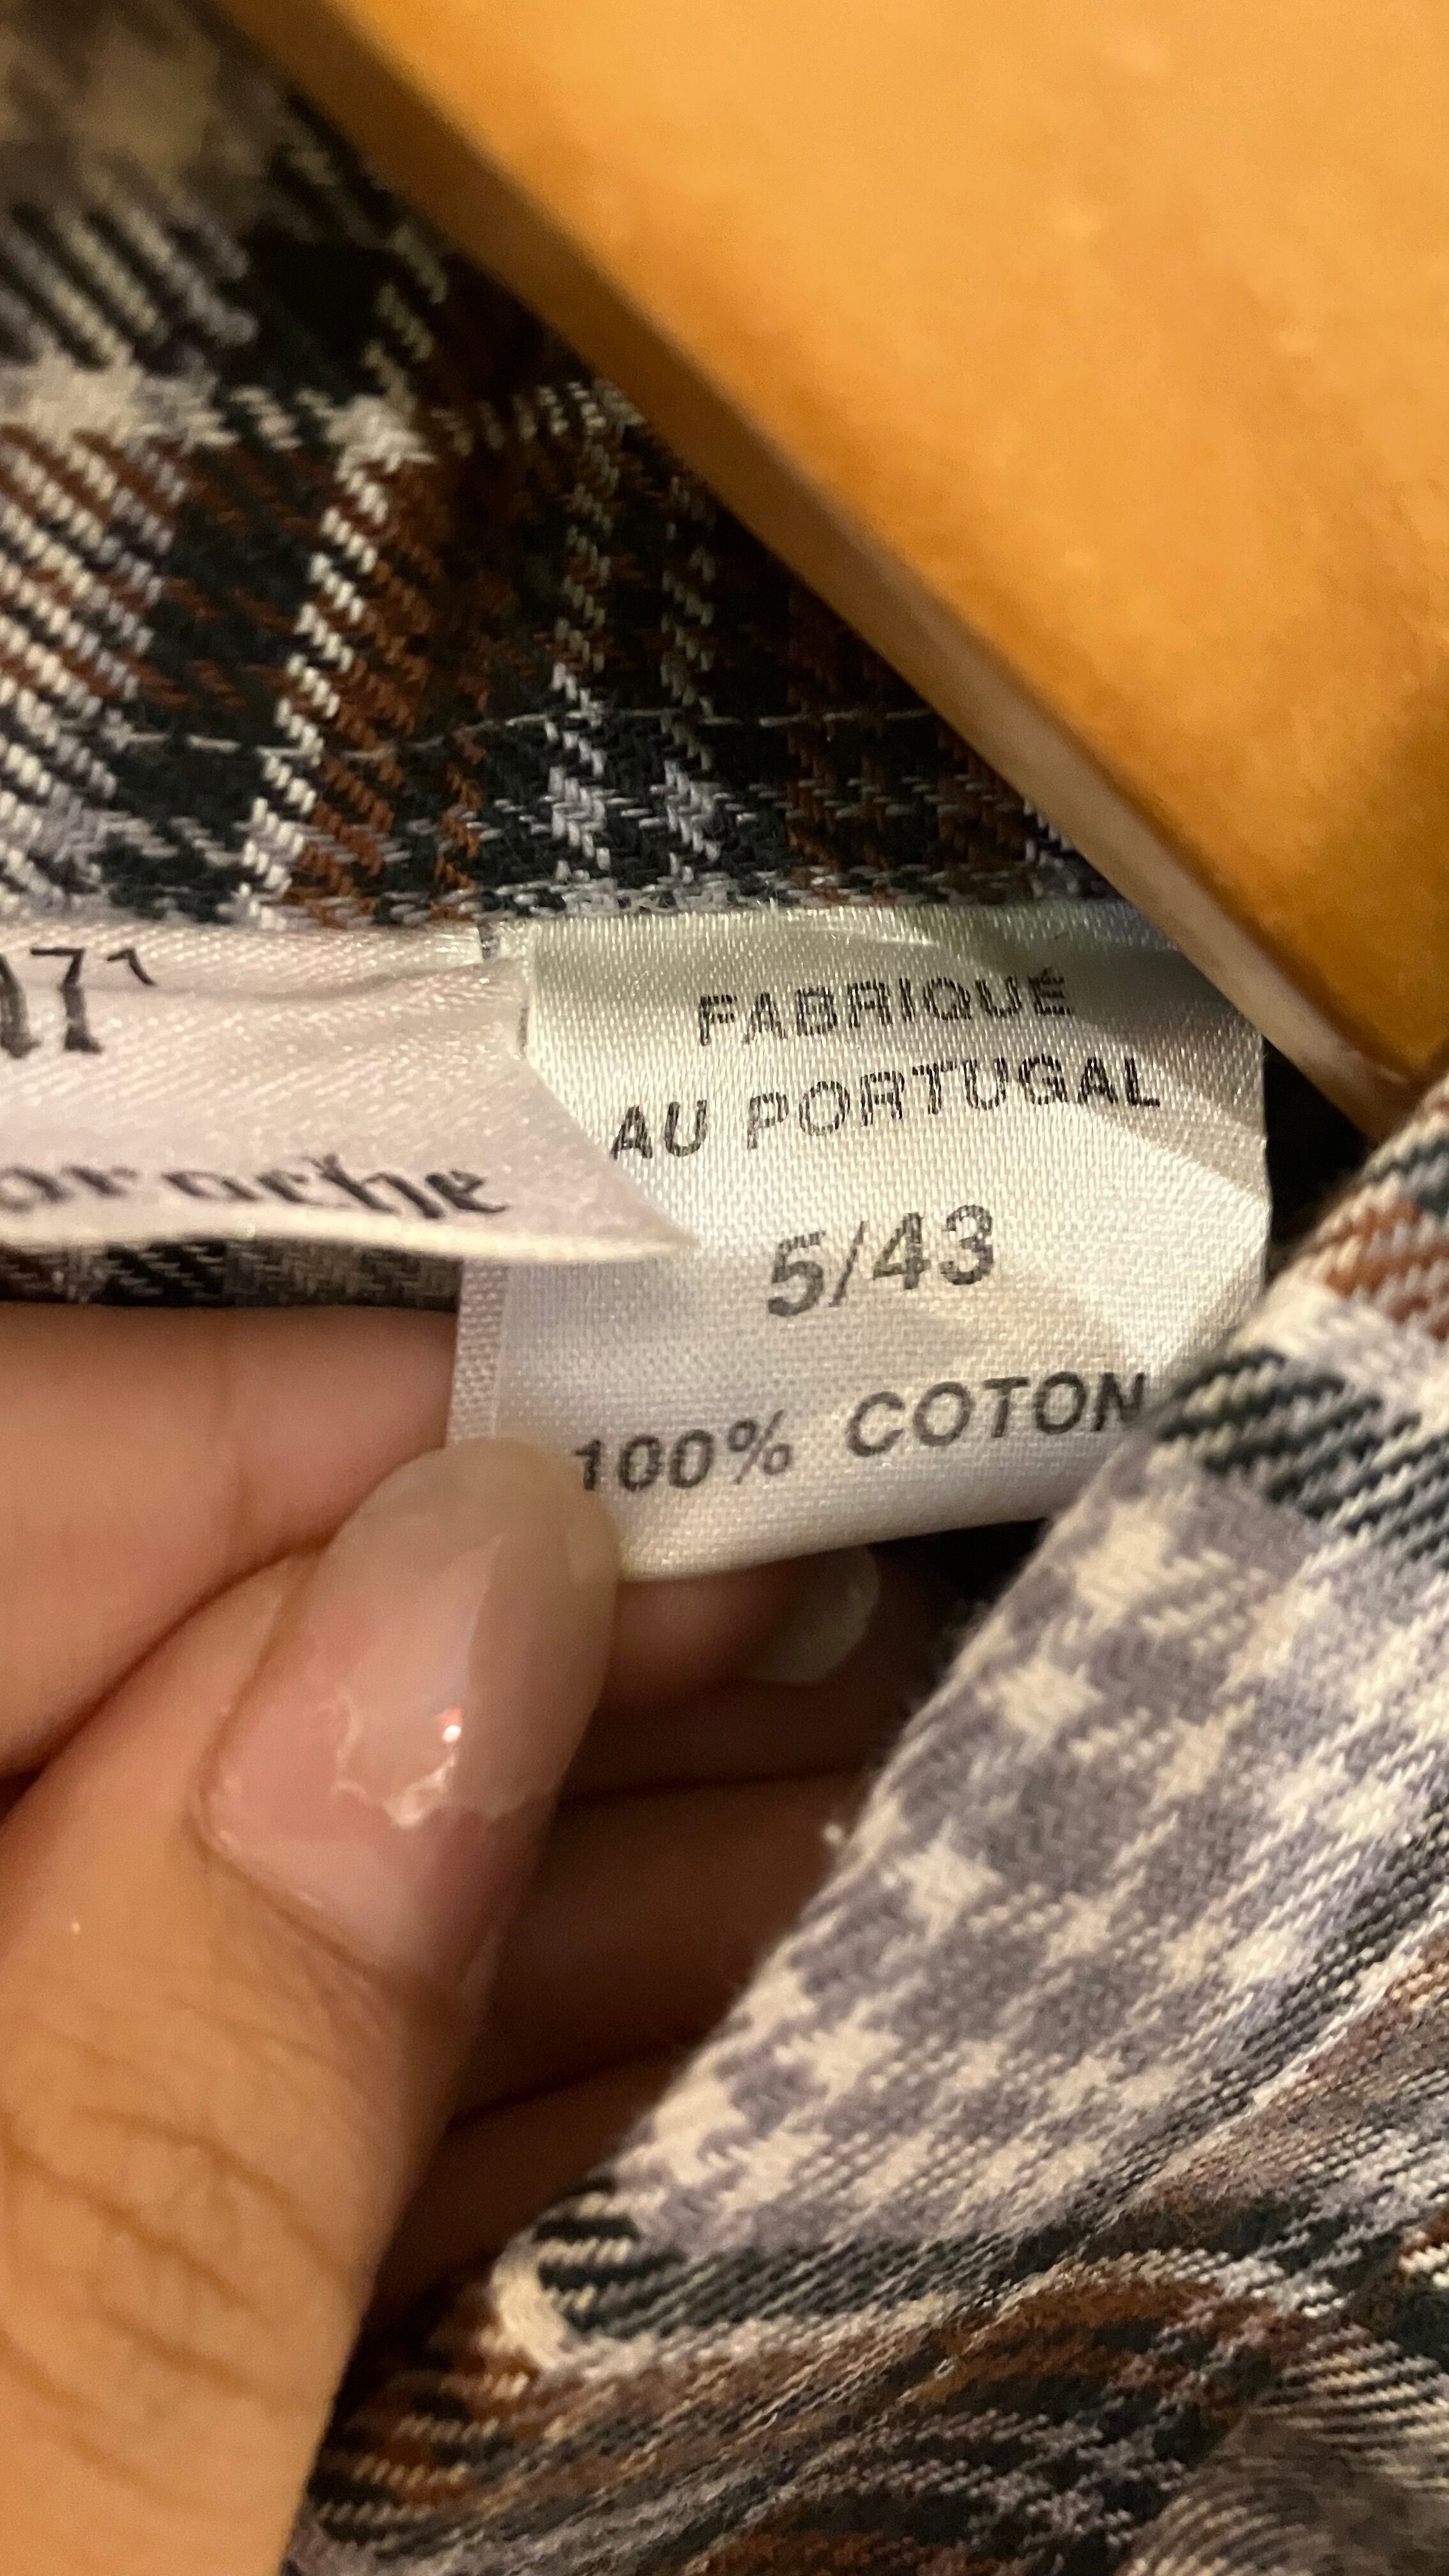 FABRIQUÉ
AU PORTUGAL
5/43
100% COTON